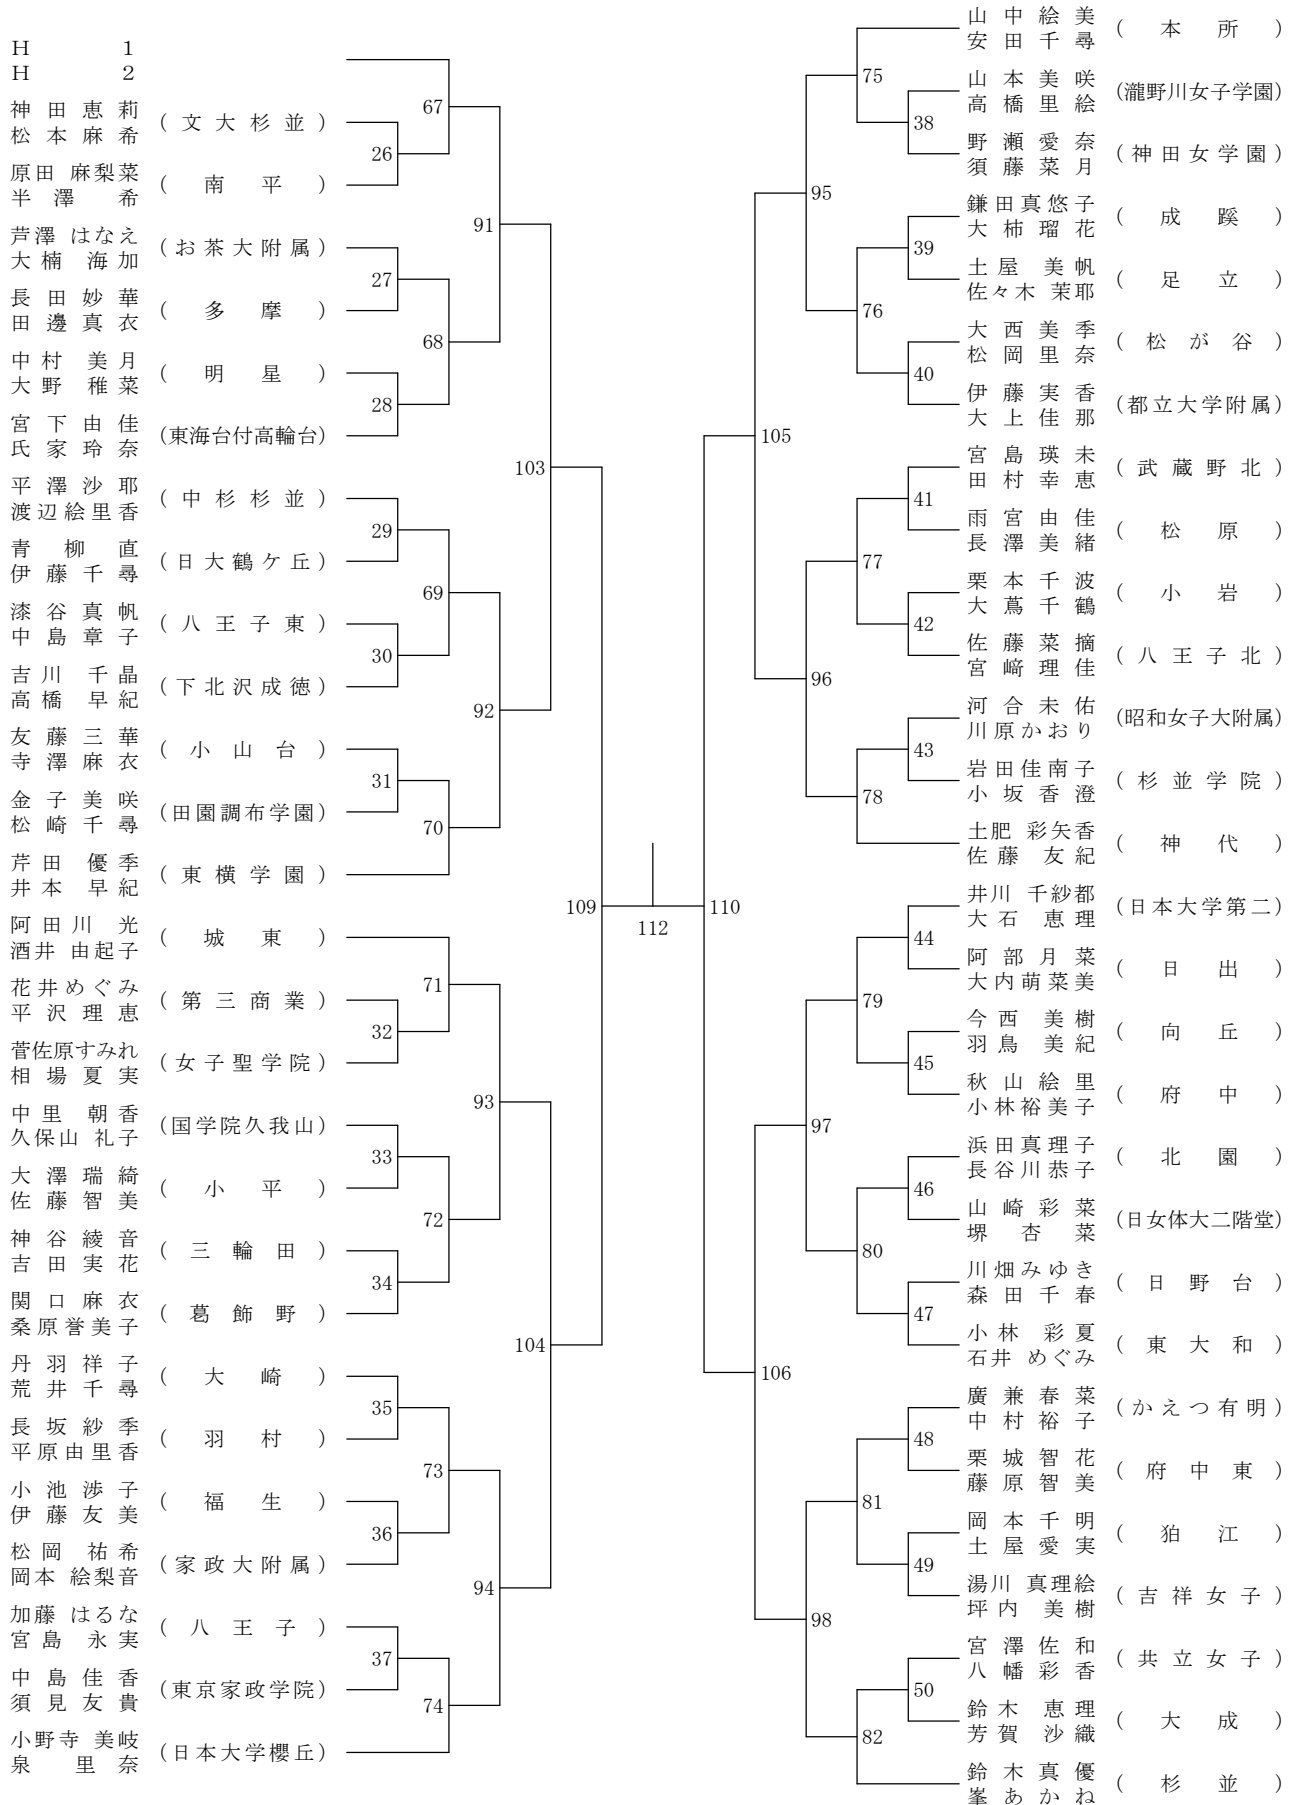 H 1
H 2
神田恵莉
松本麻希
(文大杉並)
原田 麻梨菜
半澤 希
(南平)
芦澤 はなえ
大楠 海加
(お茶大附属)
長田妙華
田邊真衣
(多摩)
中村 美月
大野 稚菜
(明星)
宮下由佳
氏家玲奈
(東海台付高輪台)
平澤沙耶
渡辺絵里香
(中杉杉並)
青柳直
伊藤千尋
(日大鶴ケ丘)
漆谷真帆
中島章子
(八王子東)
吉川 千晶
高橋 早紀
(下北沢成徳)
友藤三華
寺澤麻衣
(小山台)
金子美咲
松崎千尋
(田園調布学園)
芹田 優季
井本 早紀
(東横学園)
阿田川 光
酒井 由起子
(城東)
花井めぐみ
平沢理恵
(第三商業)
菅佐原すみれ
相場夏実
(女子聖学院)
中里 朝香
久保山 礼子
(国学院久我山)
大澤瑞綺
佐藤智美
(小平)
神谷綾音
吉田実花
(三輪田)
関口麻衣
桑原誉美子
(葛飾野)
丹羽祥子
荒井千尋
(大崎)
長坂紗季
平原由里香
(羽村)
小池渉子
伊藤友美
(福生)
松岡 祐希
岡本 絵梨音
(家政大附属)
加藤 はるな
宮島 永実
(八王子)
中島佳香
須見友貴
(東京家政学院)
小野寺 美岐
泉 里奈
(日本大学櫻丘)
26
27
28
29
30
31
32
33
34
35
36
37
67
68
69
70
71
72
73
74
91
92
93
94
103
104
109
112
110
105
106
95
96
97
98
75
76
77
78
79
80
81
82
38
39
40
41
42
43
44
45
46
47
48
49
50
山中絵美
安田千尋
(本所)
山本美咲
高橋里絵
(瀧野川女子学園)
野瀬愛奈
須藤菜月
(神田女学園)
鎌田真悠子
大柿瑠花
(成蹊)
土屋 美帆
佐々木 茉耶
(足立)
大西美季
松岡里奈
(松が谷)
伊藤実香
大上佳那
(都立大学附属)
宮島瑛未
田村幸恵
(武蔵野北)
雨宮由佳
長澤美緒
(松原)
栗本千波
大蔦千鶴
(小岩)
佐藤菜摘
宮﨑理佳
(八王子北)
河合未佑
川原かおり
(昭和女子大附属)
岩田佳南子
小坂香澄
(杉並学院)
土肥 彩矢香
佐藤 友紀
(神代)
井川 千紗都
大石 恵理
(日本大学第二)
阿部月菜
大内萌菜美
(日出)
今西 美樹
羽鳥 美紀
(向丘)
秋山絵里
小林裕美子
(府中)
浜田真理子
長谷川恭子
(北園)
山崎彩菜
堺杏菜
(日女体大二階堂)
川畑みゆき
森田千春
(日野台)
小林 彩夏
石井 めぐみ
(東大和)
廣兼春菜
中村裕子
(かえつ有明)
栗城智花
藤原智美
(府中東)
岡本千明
土屋愛実
(狛江)
湯川 真理絵
坪内 美樹
(吉祥女子)
宮澤佐和
八幡彩香
(共立女子)
鈴木 恵理
芳賀 沙織
(大成)
鈴木真優
峯あかね
(杉並)